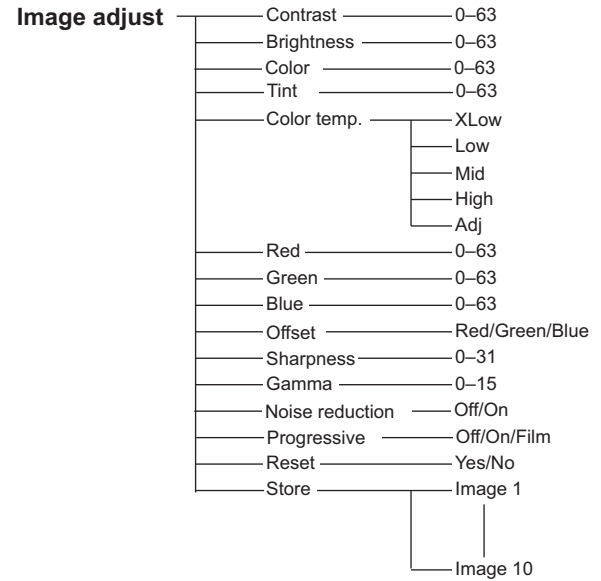 Image adjust Contrast 0–63
Brightness 0–63
Color 0–63
Tint 0–63
Color temp. XLow
Low
Mid
High
Adj
Red 0–63
Green 0–63
Blue 0–63
Offset Red/Green/Blue
Sharpness 0–31
Gamma 0–15
Noise reduction Off/On
Progressive Off/On/Film
Reset Yes/No
Store Image 1
Image 10